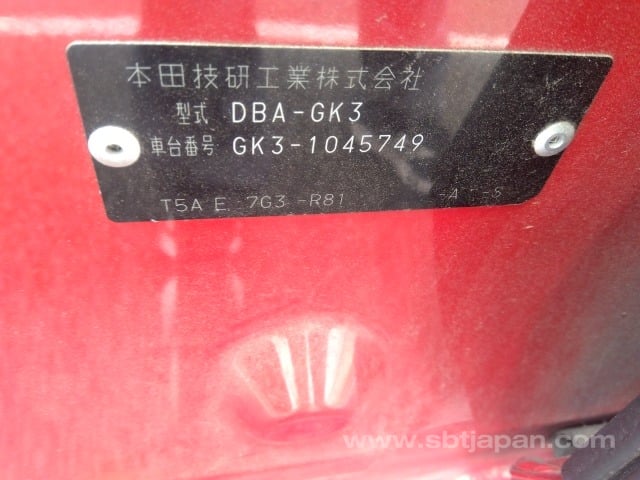 本田技研工業株式会社
型式 DBA-GK3
車台番号 GK3-1045749
T5A E 7G3 -R81 -A -S
www.sbtjapan.com/